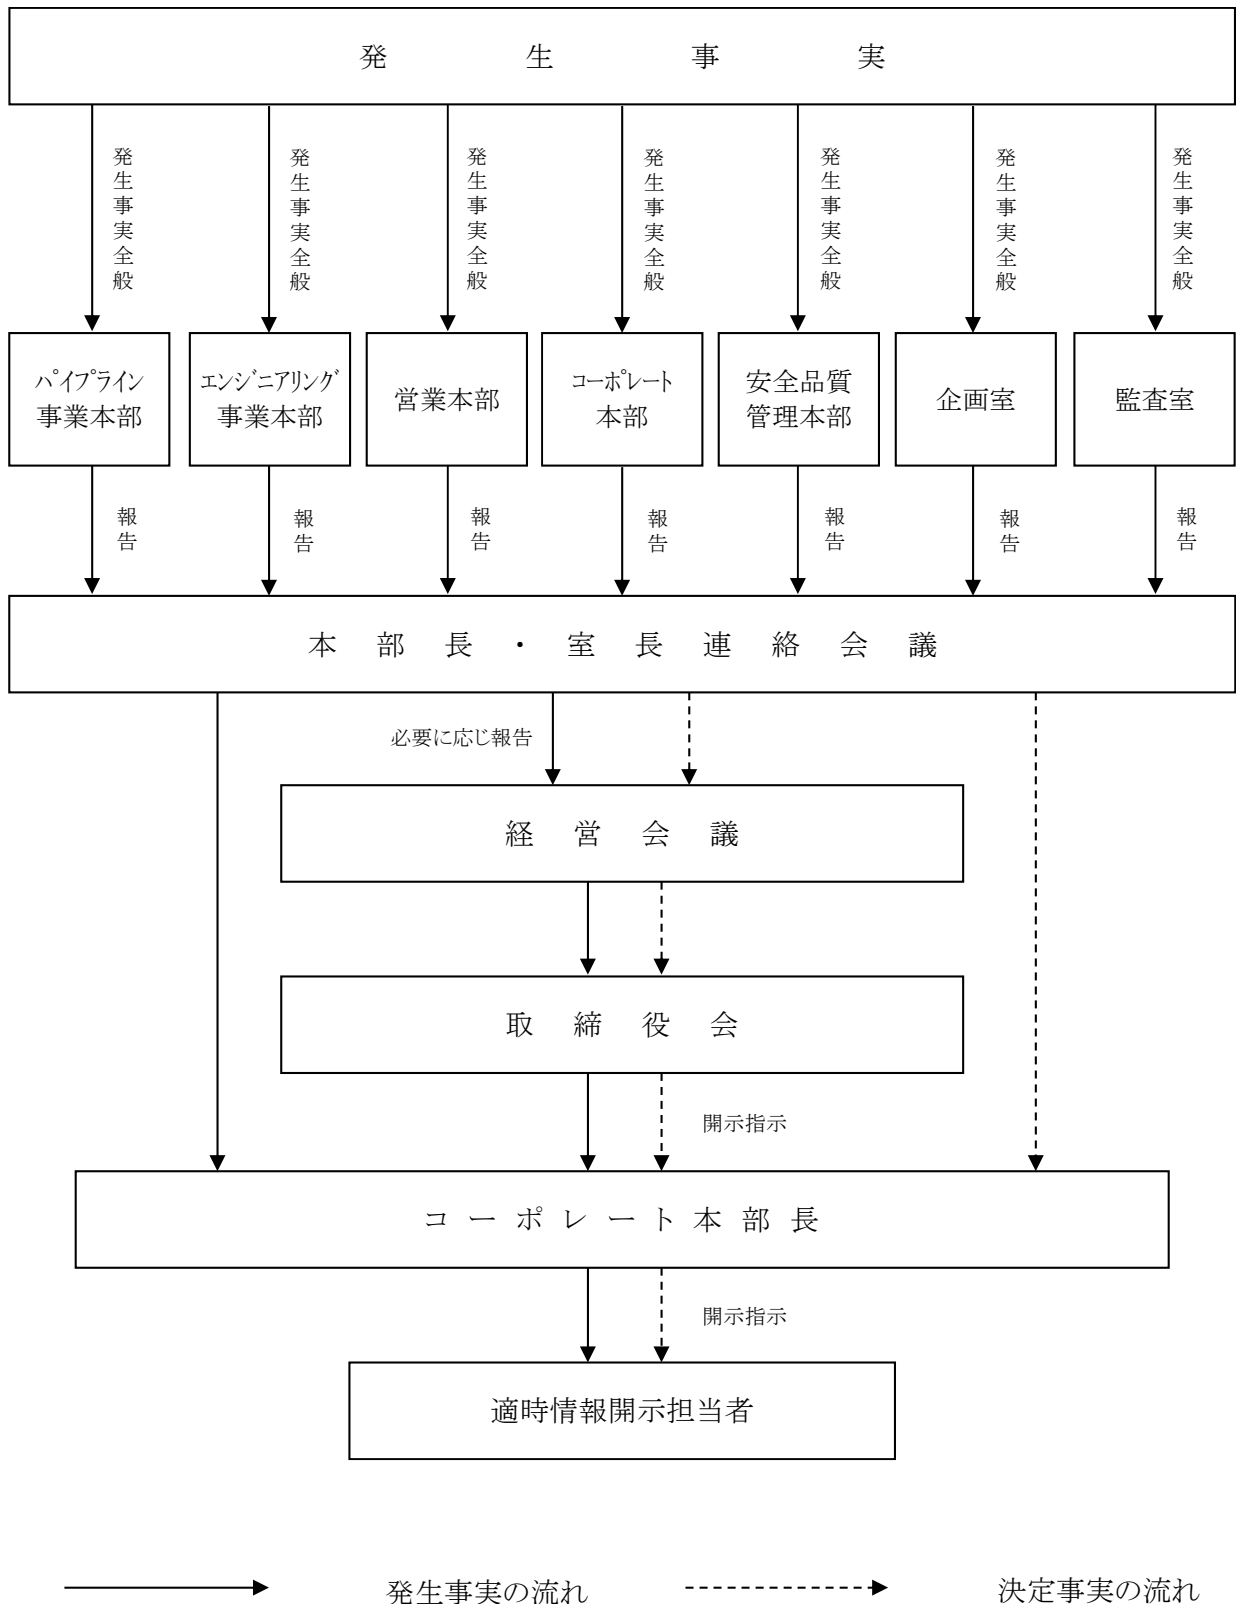 発生事実
発生事実全般
発生事実全般
発生事実全般
発生事実全般
発生事実全般
発生事実全般
発生事実全般
パイプライン
事業本部
エンジニアリング
事業本部
営業本部
コーポレート
本部
安全品質
管理本部
企画室
監査室
報告
報告
報告
報告
報告
報告
報告
本部長・室長連絡会議
必要に応じ報告
経営会議
取締役会
開示指示
コーポレート本部長
開示指示
適時情報開示担当者
発生事実の流れ
決定事実の流れ